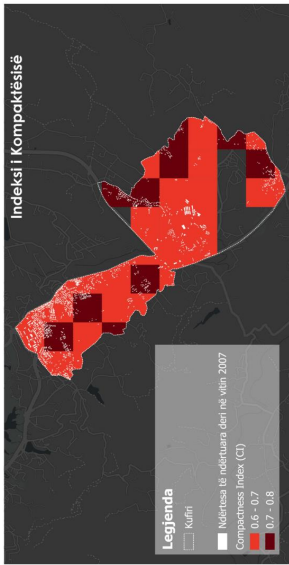 Indeksi i Kompaktësisë
Legjenda
Kufiri
Ndërtesa të ndërtuara deri në vitin 2007
Compactness Index (CI)
0.6 - 0.7
0.7 - 0.8